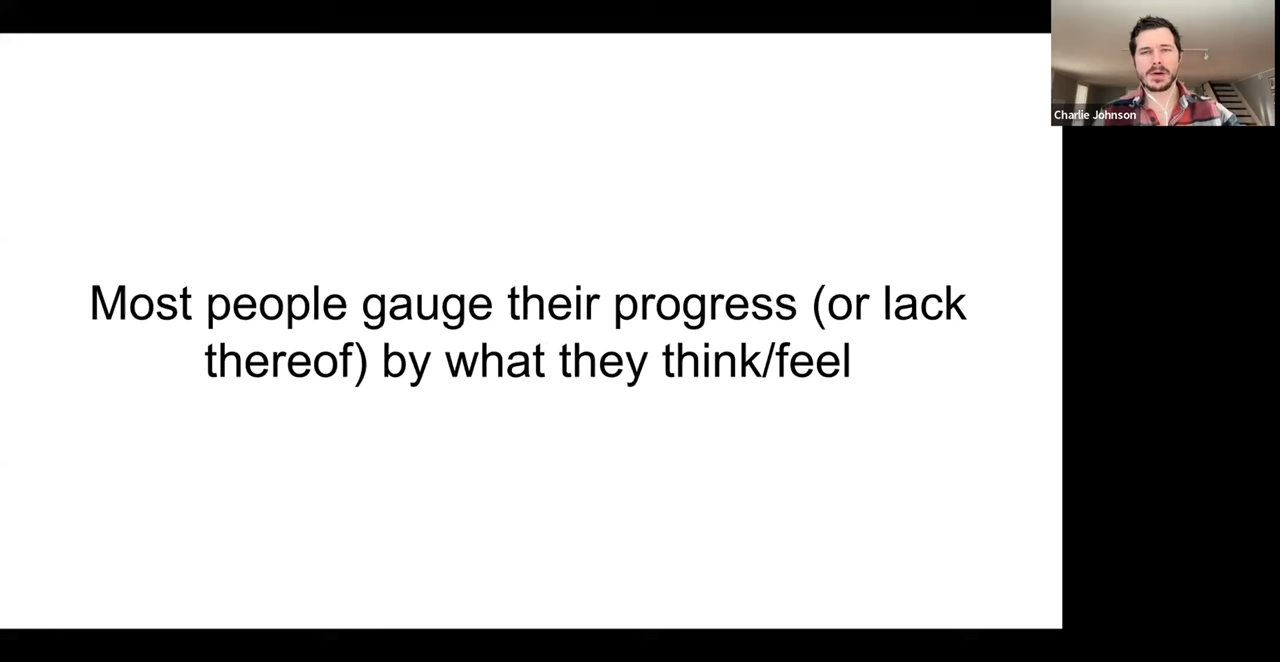 Charlie Johnson
Most people gauge their progress (or lack
thereof) by what they think/feel